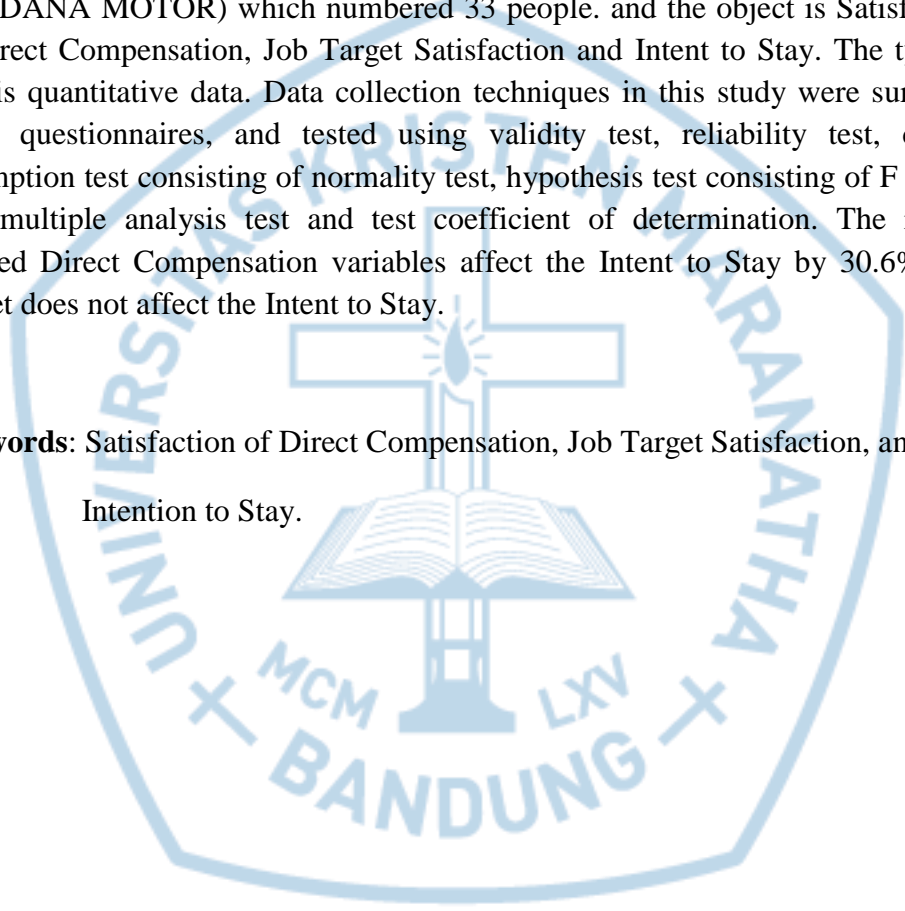 DANA MOTOR) which numbered 33 people. and the object is Satisf
rect Compensation, Job Target Satisfaction and Intent to Stay. The t
is quantitative data. Data collection techniques in this study were sur
questionnaires, and tested using validity test, reliability test,
ption test consisting of normality test, hypothesis test consisting of F
multiple analysis test and test coefficient of determination. The
ed Direct Compensation variables affect the Intent to Stay by 30.6%
t does not affect the Intent to Stay.
words: Satisfaction of Direct Compensation, Job Target Satisfaction, an
Intention to Stay.
UNIVERSITAS KRISTEN MARANATHA
MCM LXV
BANDUNG